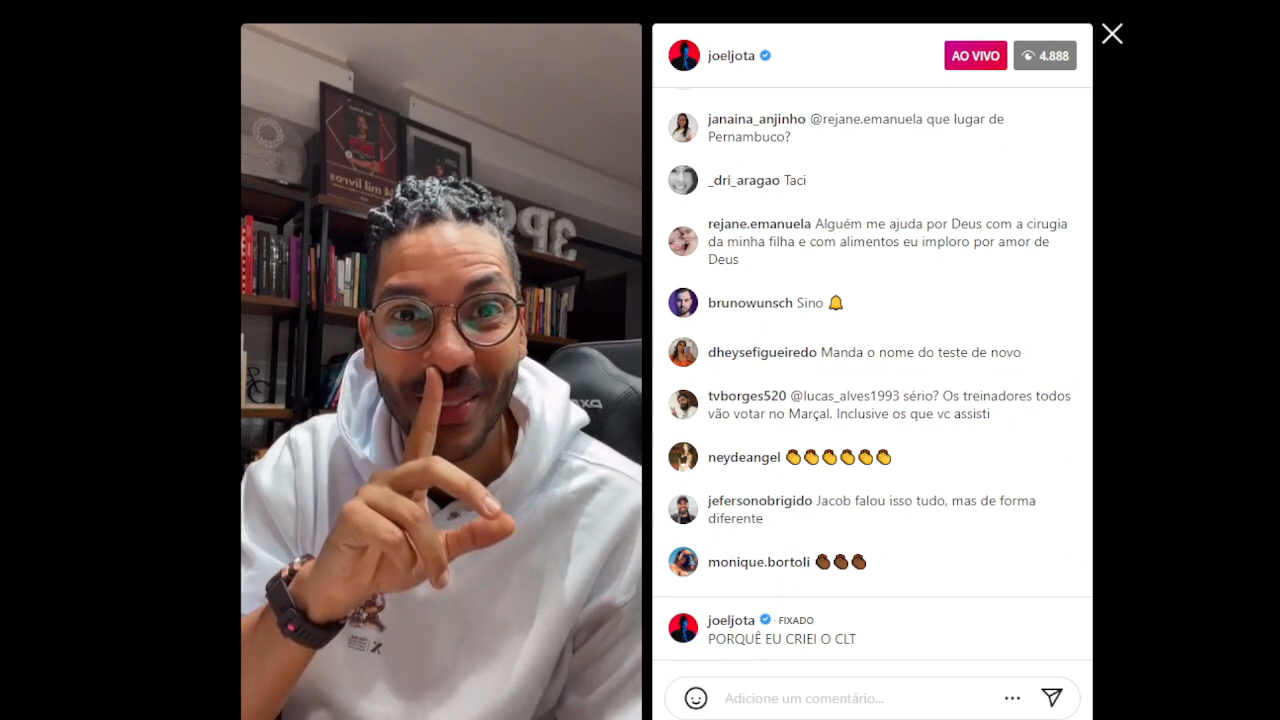 joeljota
AO VIVO
4.888
janaina_anjinho @rejane.emanuela que lugar de
Pernambuco?
_dri_aragao Taci
rejane.emanuela Alguém me ajuda por Deus com a cirugia
da minha filha e com alimentos eu imploro por amor de
Deus
brunowunsch Sino 🔔
dheysefigueiredo Manda o nome do teste de novo
tvborges520 @lucas_alves1993 sério? Os treinadores todos
vão votar no Marçal. Inclusive os que vc assisti
neydeangel 👏👏👏👏👏👏
jefersonobrigido Jacob falou isso tudo, mas de forma
diferente
monique.bortoli 👏🏿👏🏿👏🏿
joeljota · FIXADO
PORQUÊ EU CRIEI O CLT
Adicione um comentário...